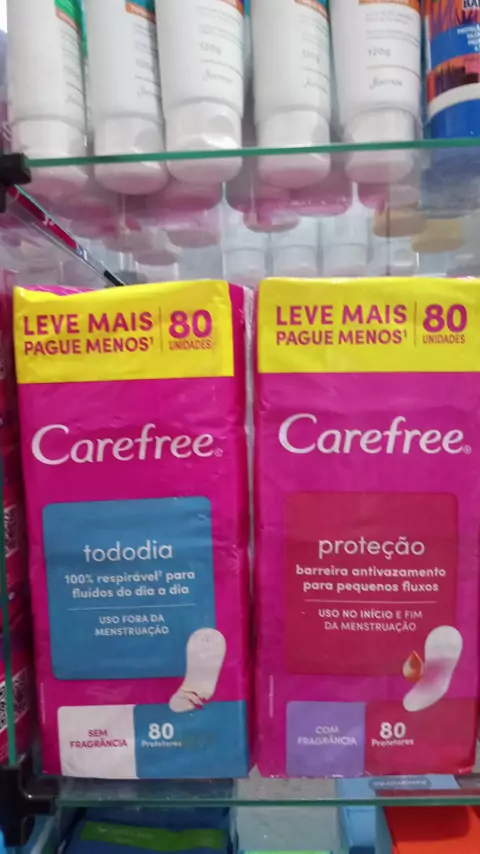 120g
120g
LEVE MAIS
PAGUE MENOS¹
80
UNIDADES
Carefree
tododia
100% respirável² para
fluidos do dia a dia
USO FORA DA
MENSTRUAÇÃO
SEM
FRAGRÂNCIA
80
Protetores
LEVE MAIS
PAGUE MENOS¹
80
UNIDADES
Carefree®
proteção
barreira antivazamento
para pequenos fluxos
USO NO INÍCIO E FIM
DA MENSTRUAÇÃO
COM
FRAGRÂNCIA
80
Protetores